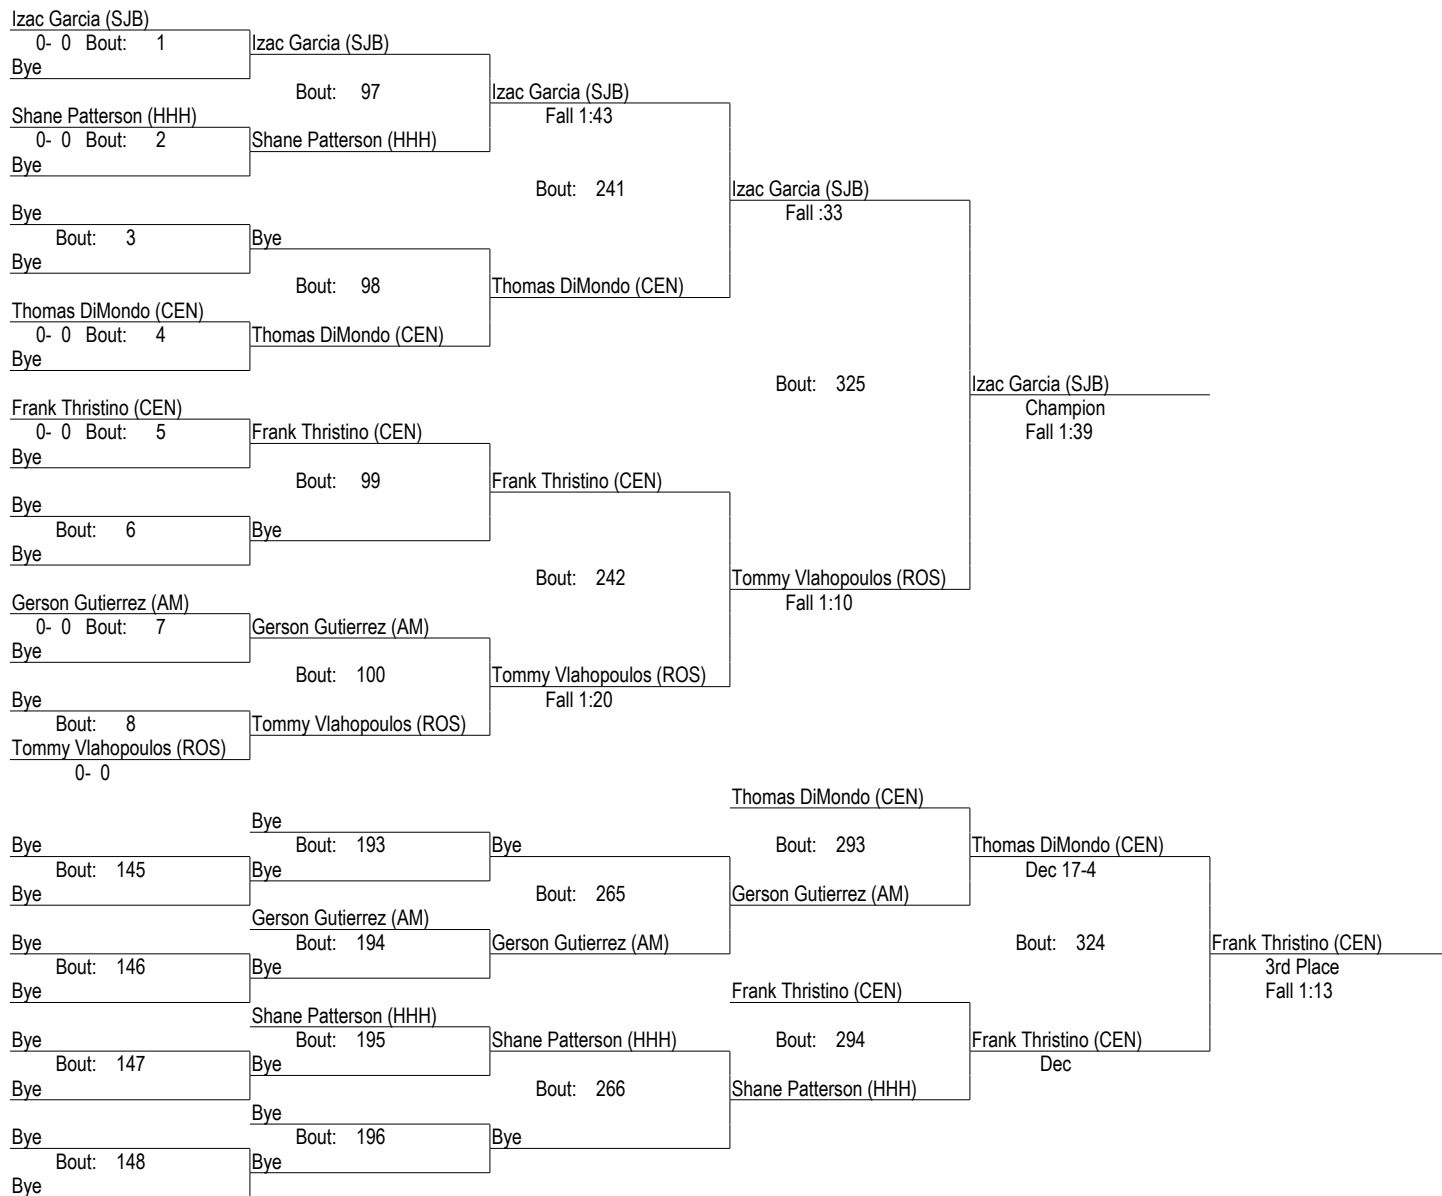 Izac Garcia (SJB)
0- 0 Bout: 1
Bye
Izac Garcia (SJB)
Bout: 97
Shane Patterson (HHH)
0- 0 Bout: 2
Bye
Shane Patterson (HHH)
Izac Garcia (SJB)
Fall 1:43
Bout: 241
Bye
Bout: 3
Bye
Bye
Bout: 98
Thomas DiMondo (CEN)
0- 0 Bout: 4
Bye
Thomas DiMondo (CEN)
Thomas DiMondo (CEN)
Izac Garcia (SJB)
Fall :33
Bout: 325
Frank Thristino (CEN)
0- 0 Bout: 5
Bye
Frank Thristino (CEN)
Bout: 99
Bye
Bout: 6
Bye
Bye
Frank Thristino (CEN)
Bout: 242
Gerson Gutierrez (AM)
0- 0 Bout: 7
Bye
Gerson Gutierrez (AM)
Bout: 100
Bye
Bout: 8
Tommy Vlahopoulos (ROS)
0- 0
Tommy Vlahopoulos (ROS)
Tommy Vlahopoulos (ROS)
Fall 1:20
Tommy Vlahopoulos (ROS)
Fall 1:10
Izac Garcia (SJB)
Champion
Fall 1:39
Bye
Bout: 145
Bye
Bye
Bout: 193
Bye
Bye
Bout: 265
Bye
Bout: 146
Bye
Gerson Gutierrez (AM)
Bout: 194
Bye
Gerson Gutierrez (AM)
Thomas DiMondo (CEN)
Bout: 293
Gerson Gutierrez (AM)
Thomas DiMondo (CEN)
Dec 17-4
Bout: 324
Bye
Bout: 147
Bye
Shane Patterson (HHH)
Bout: 195
Bye
Shane Patterson (HHH)
Bout: 266
Bye
Bout: 148
Bye
Bye
Bout: 196
Bye
Bye
Frank Thristino (CEN)
Bout: 294
Shane Patterson (HHH)
Frank Thristino (CEN)
Dec
Frank Thristino (CEN)
3rd Place
Fall 1:13